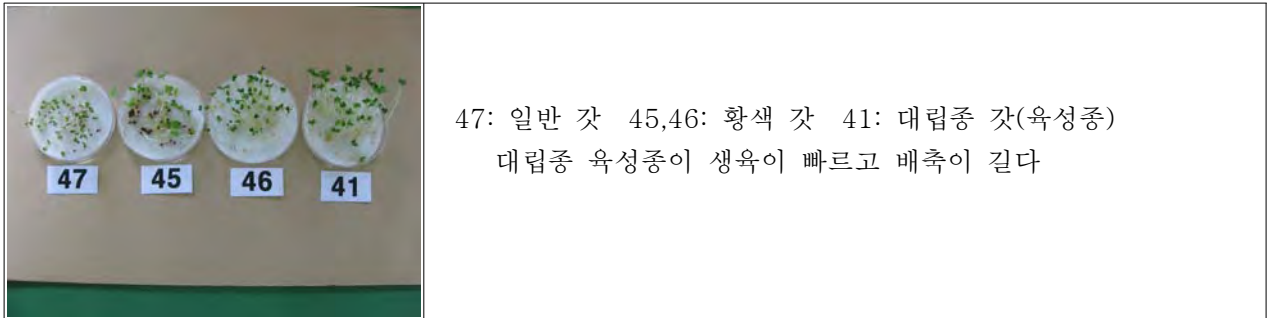 47 45 46 41
47: 일반 갓 45,46: 황색 갓 41: 대립종 갓(육성종)
대립종 육성종이 생육이 빠르고 배축이 길다